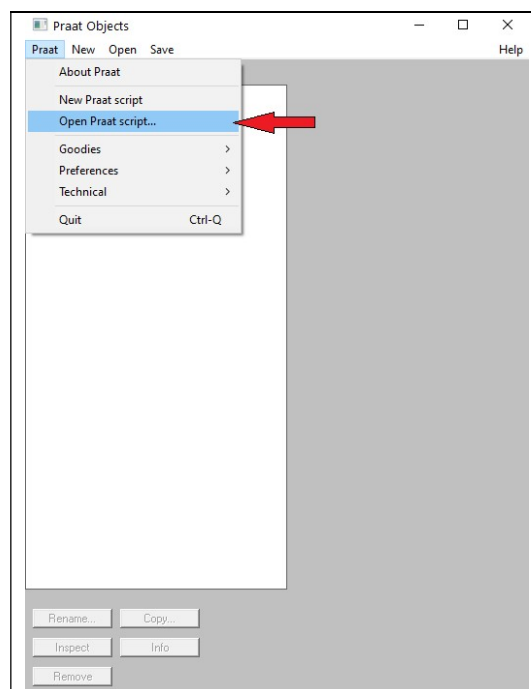 Praat Objects
Praat New Open Save Help
About Praat
New Praat script
Open Praat script...
Goodies >
Preferences >
Technical >
Quit Ctrl-Q
Rename... Copy...
Inspect Info
Remove